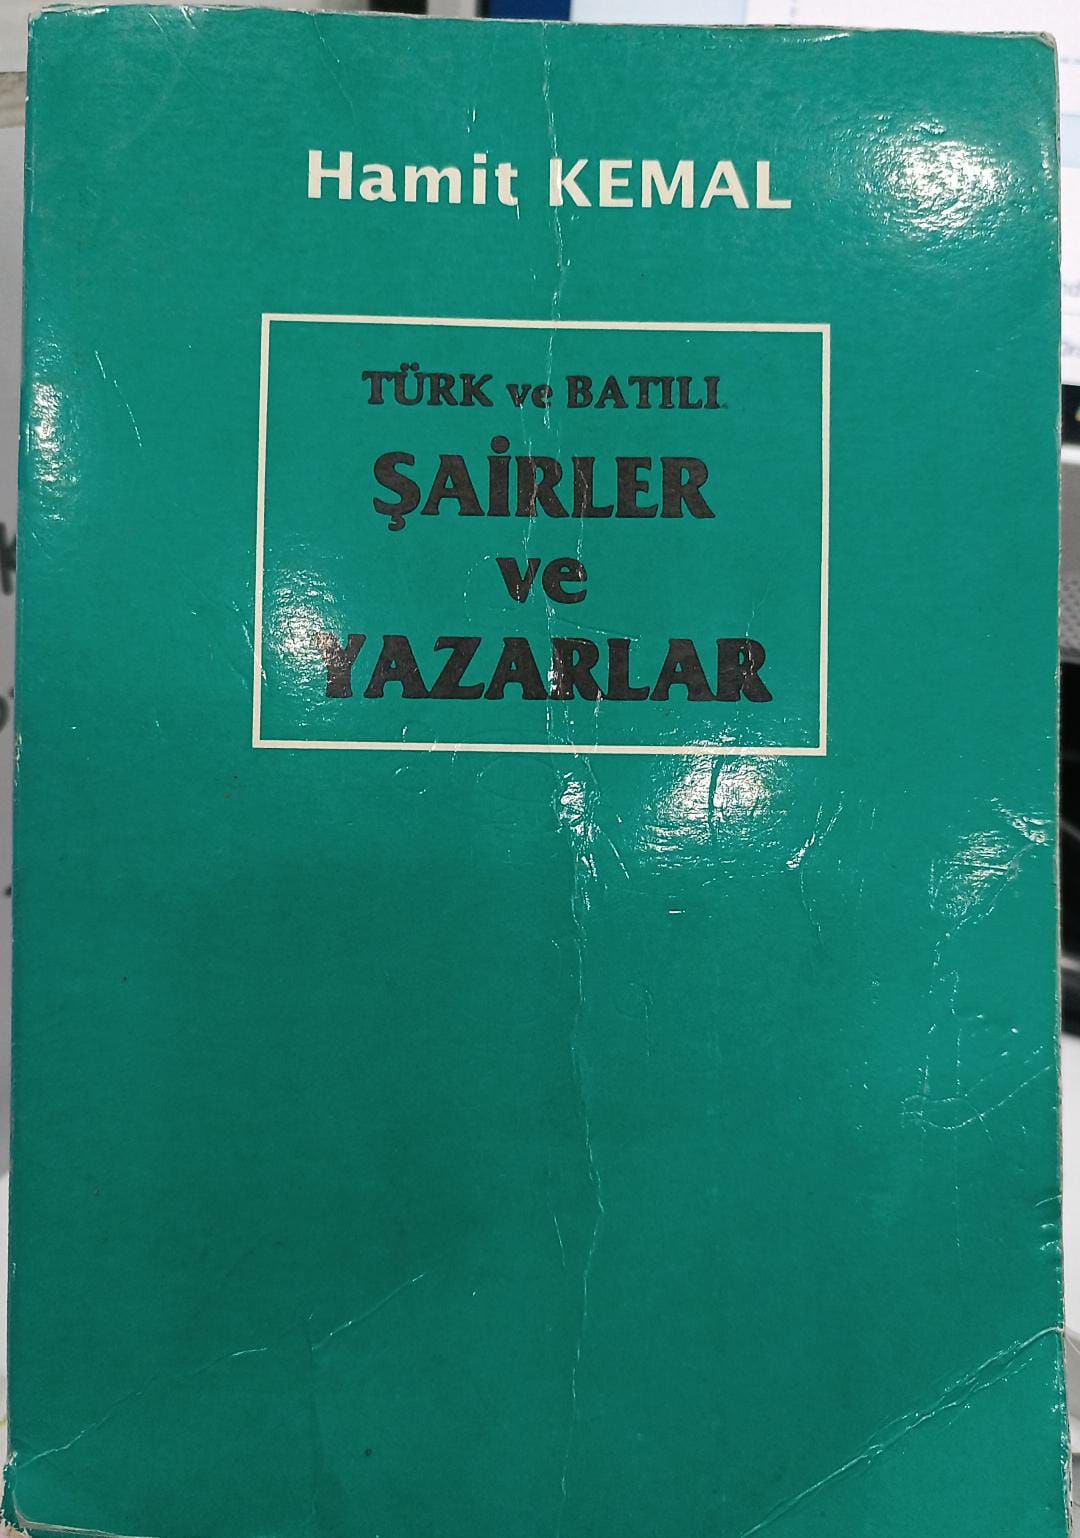 Hamit KEMAL
TÜRK ve BATILI
ŞAİRLER
ve
YAZARLAR